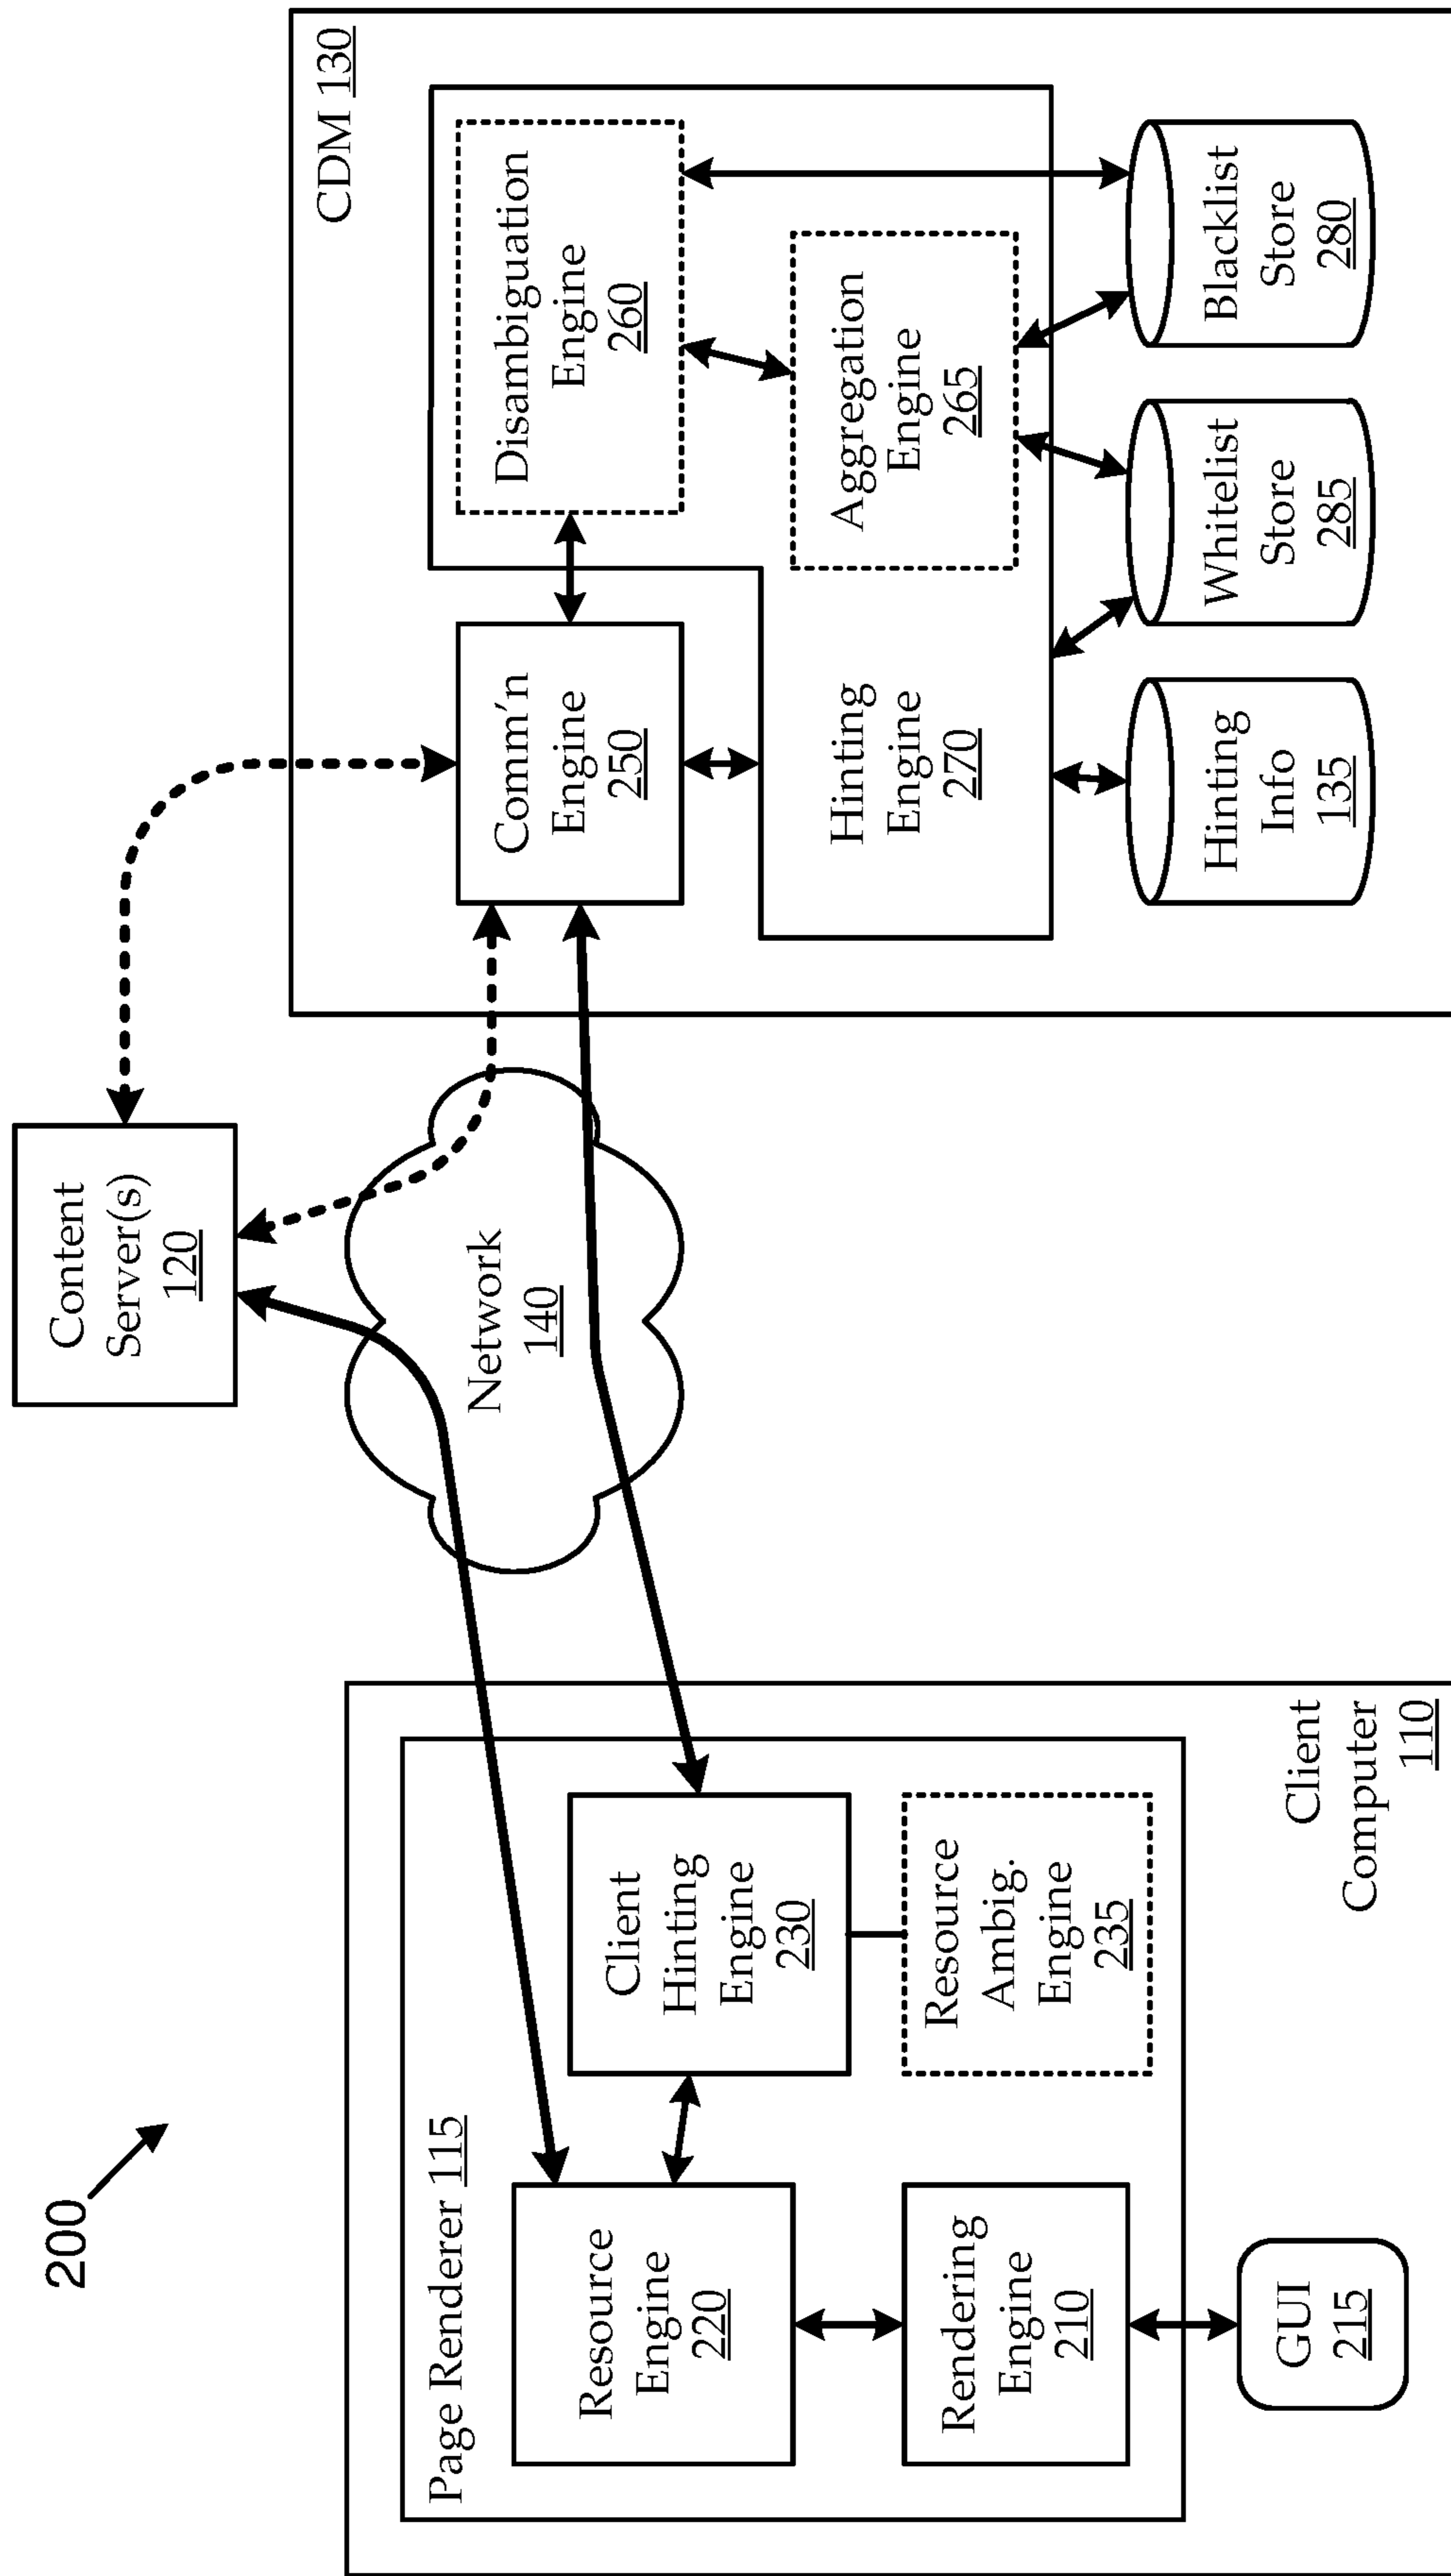 200
Content
Server(s)
120
Network
140
Page Renderer 115
Resource
Engine
220
Client
Hinting
Engine
230
Rendering
Engine
210
Resource
Ambig.
Engine
235
GUI
215
Client
Computer
110
CDM 130
Comm'n
Engine
250
Disambiguation
Engine
260
Hinting
Engine
270
Aggregation
Engine
265
Hinting
Info
135
Whitelist
Store
285
Blacklist
Store
280